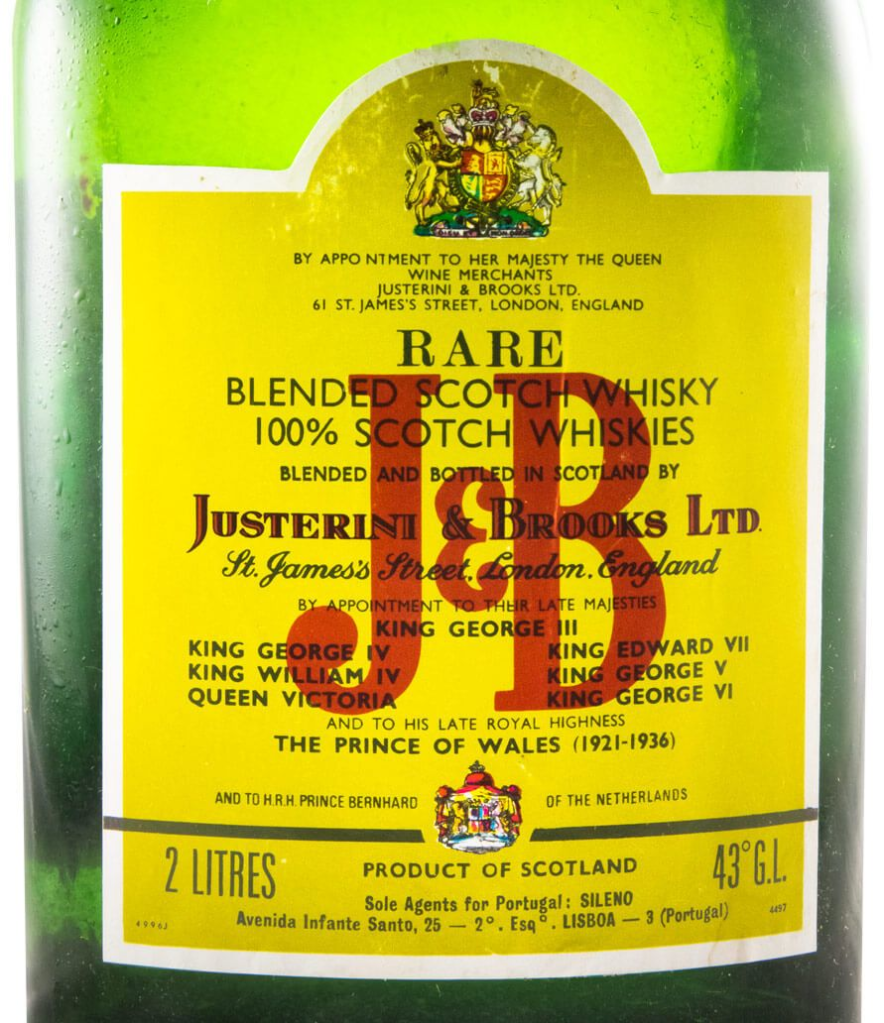 BY APPOINTMENT TO HER MAJESTY THE QUEEN
WINE MERCHANTS
JUSTERINI & BROOKS LTD.
61 ST. JAMES'S STREET, LONDON, ENGLAND
RARE
BLENDED SCOTCH WHISKY
100% SCOTCH WHISKIES
J&B
BLENDED AND BOTTLED IN SCOTLAND BY
JUSTERINI & BROOKS LTD.
St. James's Street, London, England
BY APPOINTMENT TO THEIR LATE MAJESTIES
KING GEORGE III
KING GEORGE IV KING EDWARD VII
KING WILLIAM IV KING GEORGE V
QUEEN VICTORIA KING GEORGE VI
AND TO HIS LATE ROYAL HIGHNESS
THE PRINCE OF WALES (1921-1936)
AND TO H.R.H. PRINCE BERNHARD OF THE NETHERLANDS
2 LITRES PRODUCT OF SCOTLAND 43° G.L.
Sole Agents for Portugal: SILENO
Avenida Infante Santo, 25 — 2°. Esq°. LISBOA — 3 (Portugal)
4996J 4497